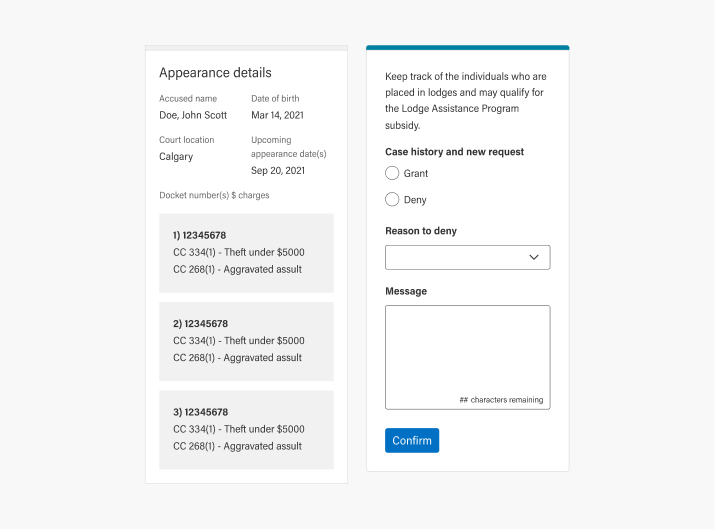 Appearance details
Accused name
Doe, John Scott
Date of birth
Mar 14, 2021
Court location
Calgary
Upcoming
appearance date(s)
Sep 20, 2021
Docket number(s) $ charges
1) 12345678
CC 334(1) - Theft under $5000
CC 268(1) - Aggravated assult
2) 12345678
CC 334(1) - Theft under $5000
CC 268(1) - Aggravated assult
3) 12345678
CC 334(1) - Theft under $5000
CC 268(1) - Aggravated assult
Keep track of the individuals who are
placed in lodges and may qualify for
the Lodge Assistance Program
subsidy.
Case history and new request
Grant
Deny
Reason to deny
Message
## characters remaining
Confirm